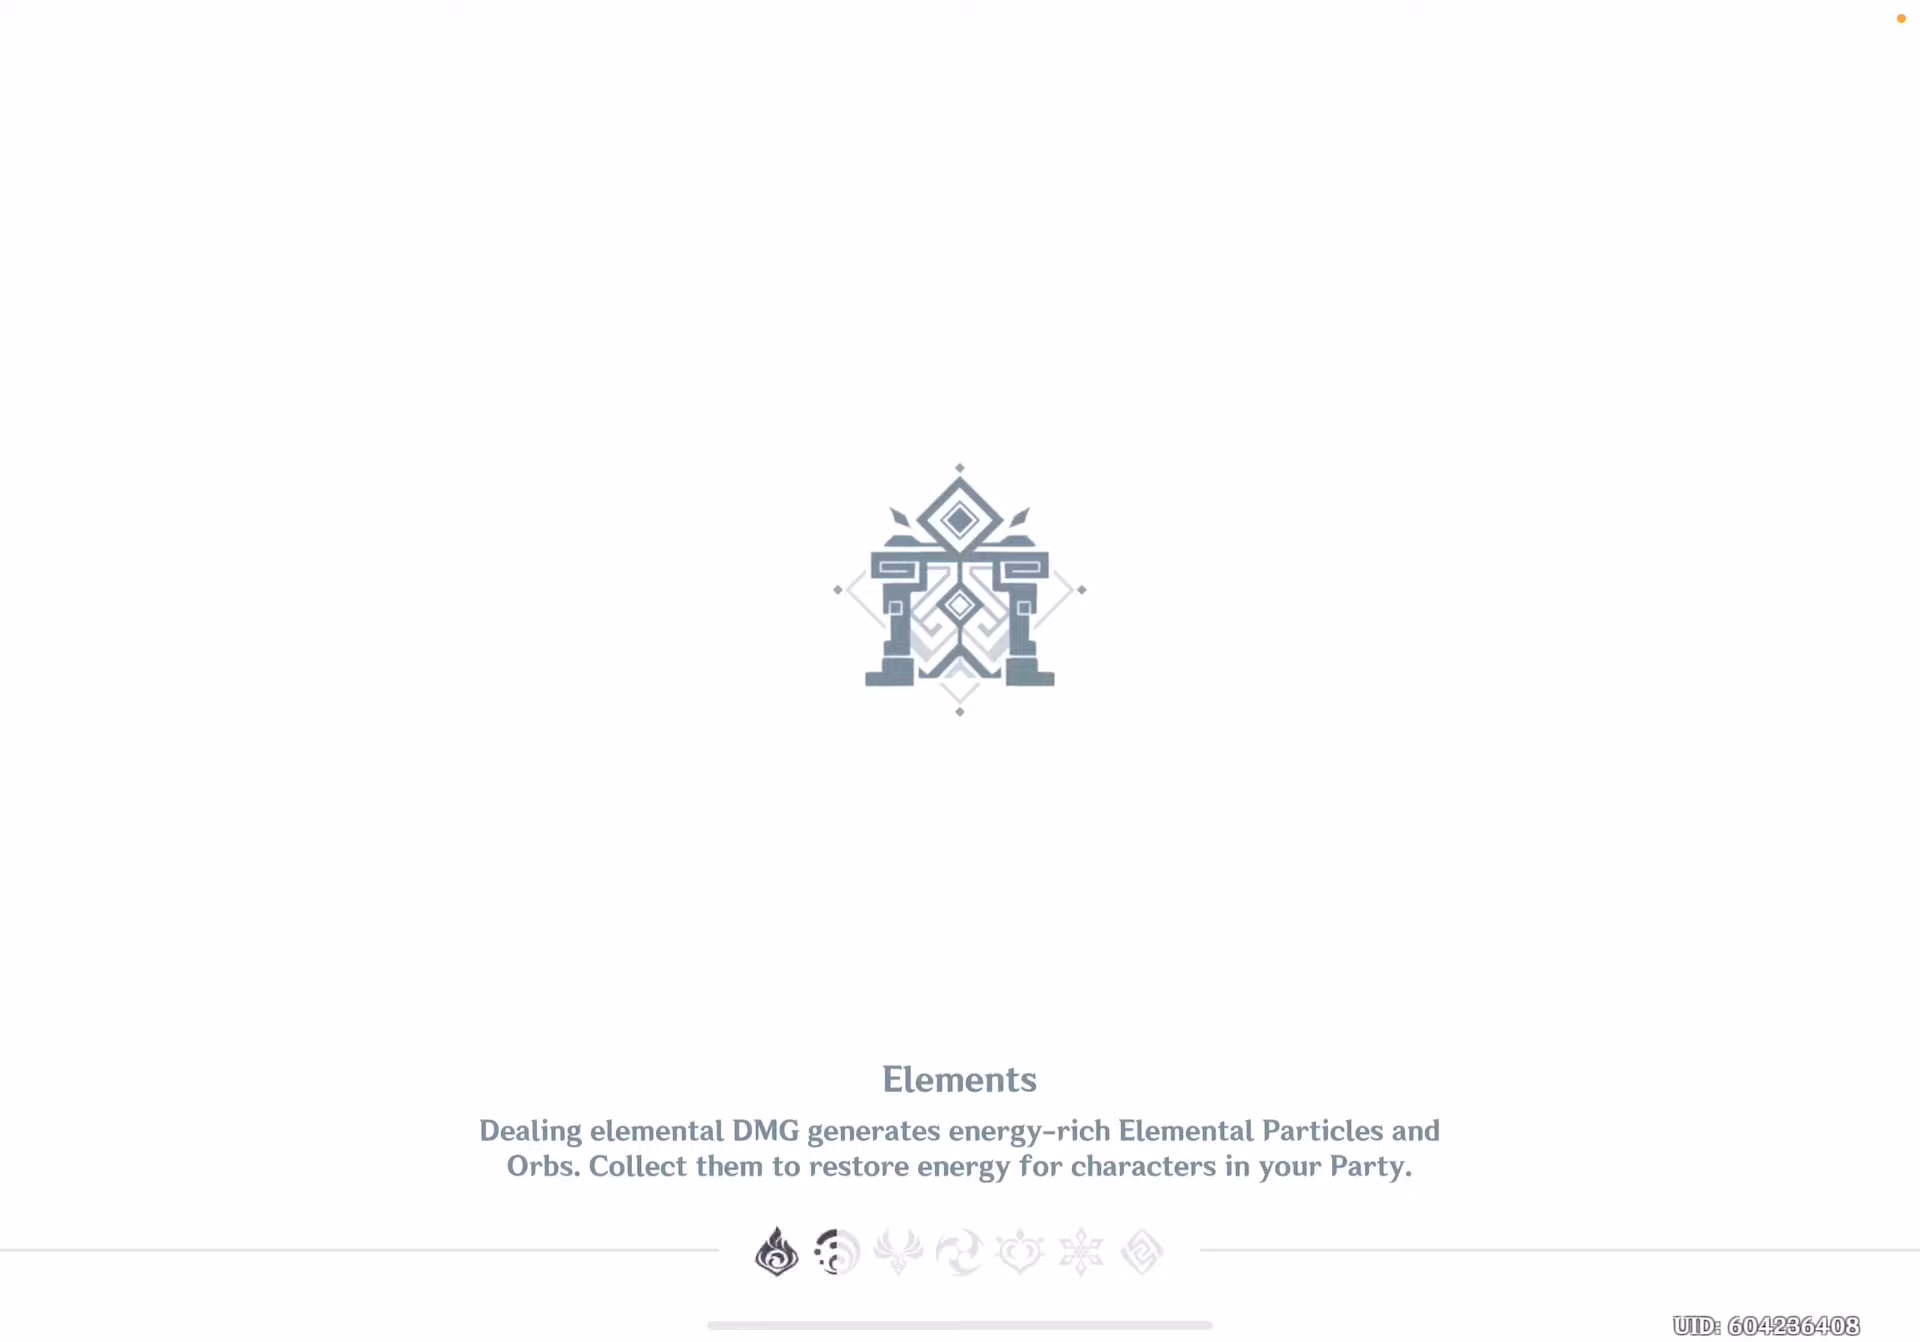 Elements
Dealing elemental DMG generates energy-rich Elemental Particles and
Orbs. Collect them to restore energy for characters in your Party.
UID: 604236408